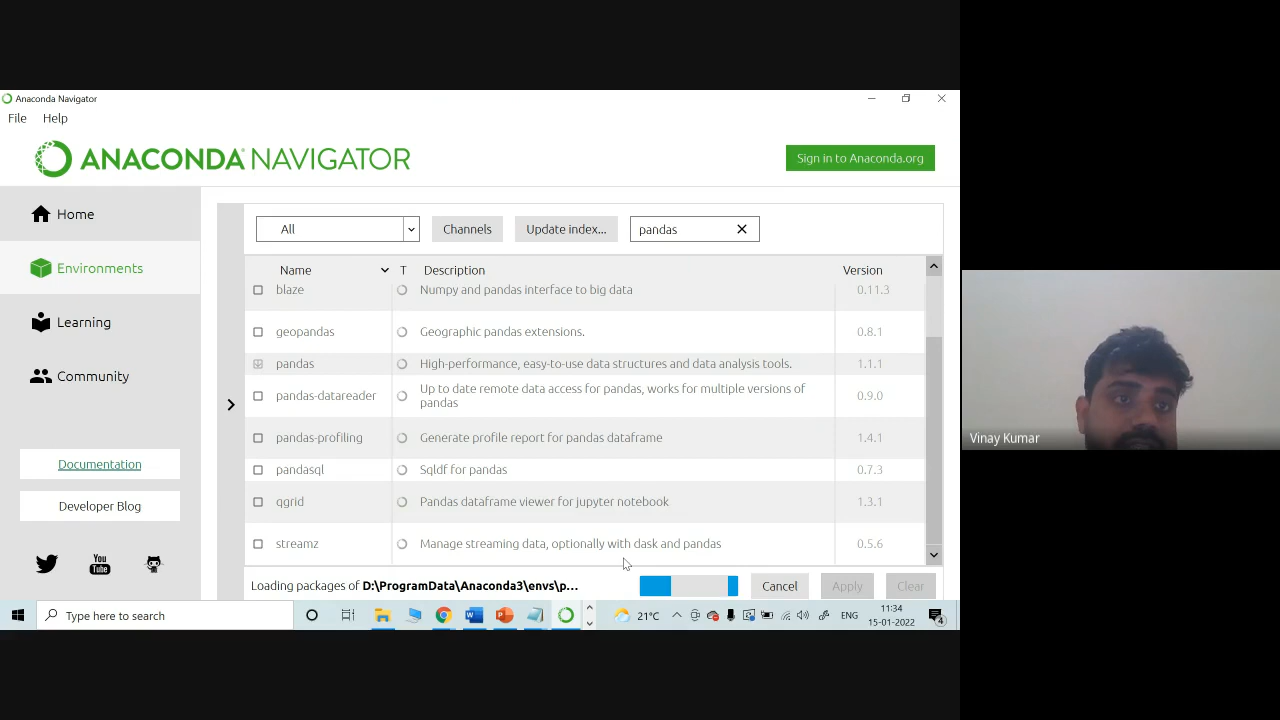 Anaconda Navigator
File Help
ANACONDA NAVIGATOR
Sign in to Anaconda.org
Home
Environments
Learning
Community
Documentation
Developer Blog
You
Tube
All
Channels
Update index...
pandas
Name T Description Version
blaze Numpy and pandas interface to big data 0.11.3
geopandas Geographic pandas extensions. 0.8.1
pandas High-performance, easy-to-use data structures and data analysis tools. 1.1.1
pandas-datareader Up to date remote data access for pandas, works for multiple versions of
pandas 0.9.0
pandas-profiling Generate profile report for pandas dataframe 1.4.1
pandasql Sqldf for pandas 0.7.3
qgrid Pandas dataframe viewer for jupyter notebook 1.3.1
streamz Manage streaming data, optionally with dask and pandas 0.5.6
Loading packages of D:\ProgramData\Anaconda3\envs\p...
Cancel
Apply
Clear
Type here to search
21°C
ENG
11:34
15-01-2022
4
Vinay Kumar